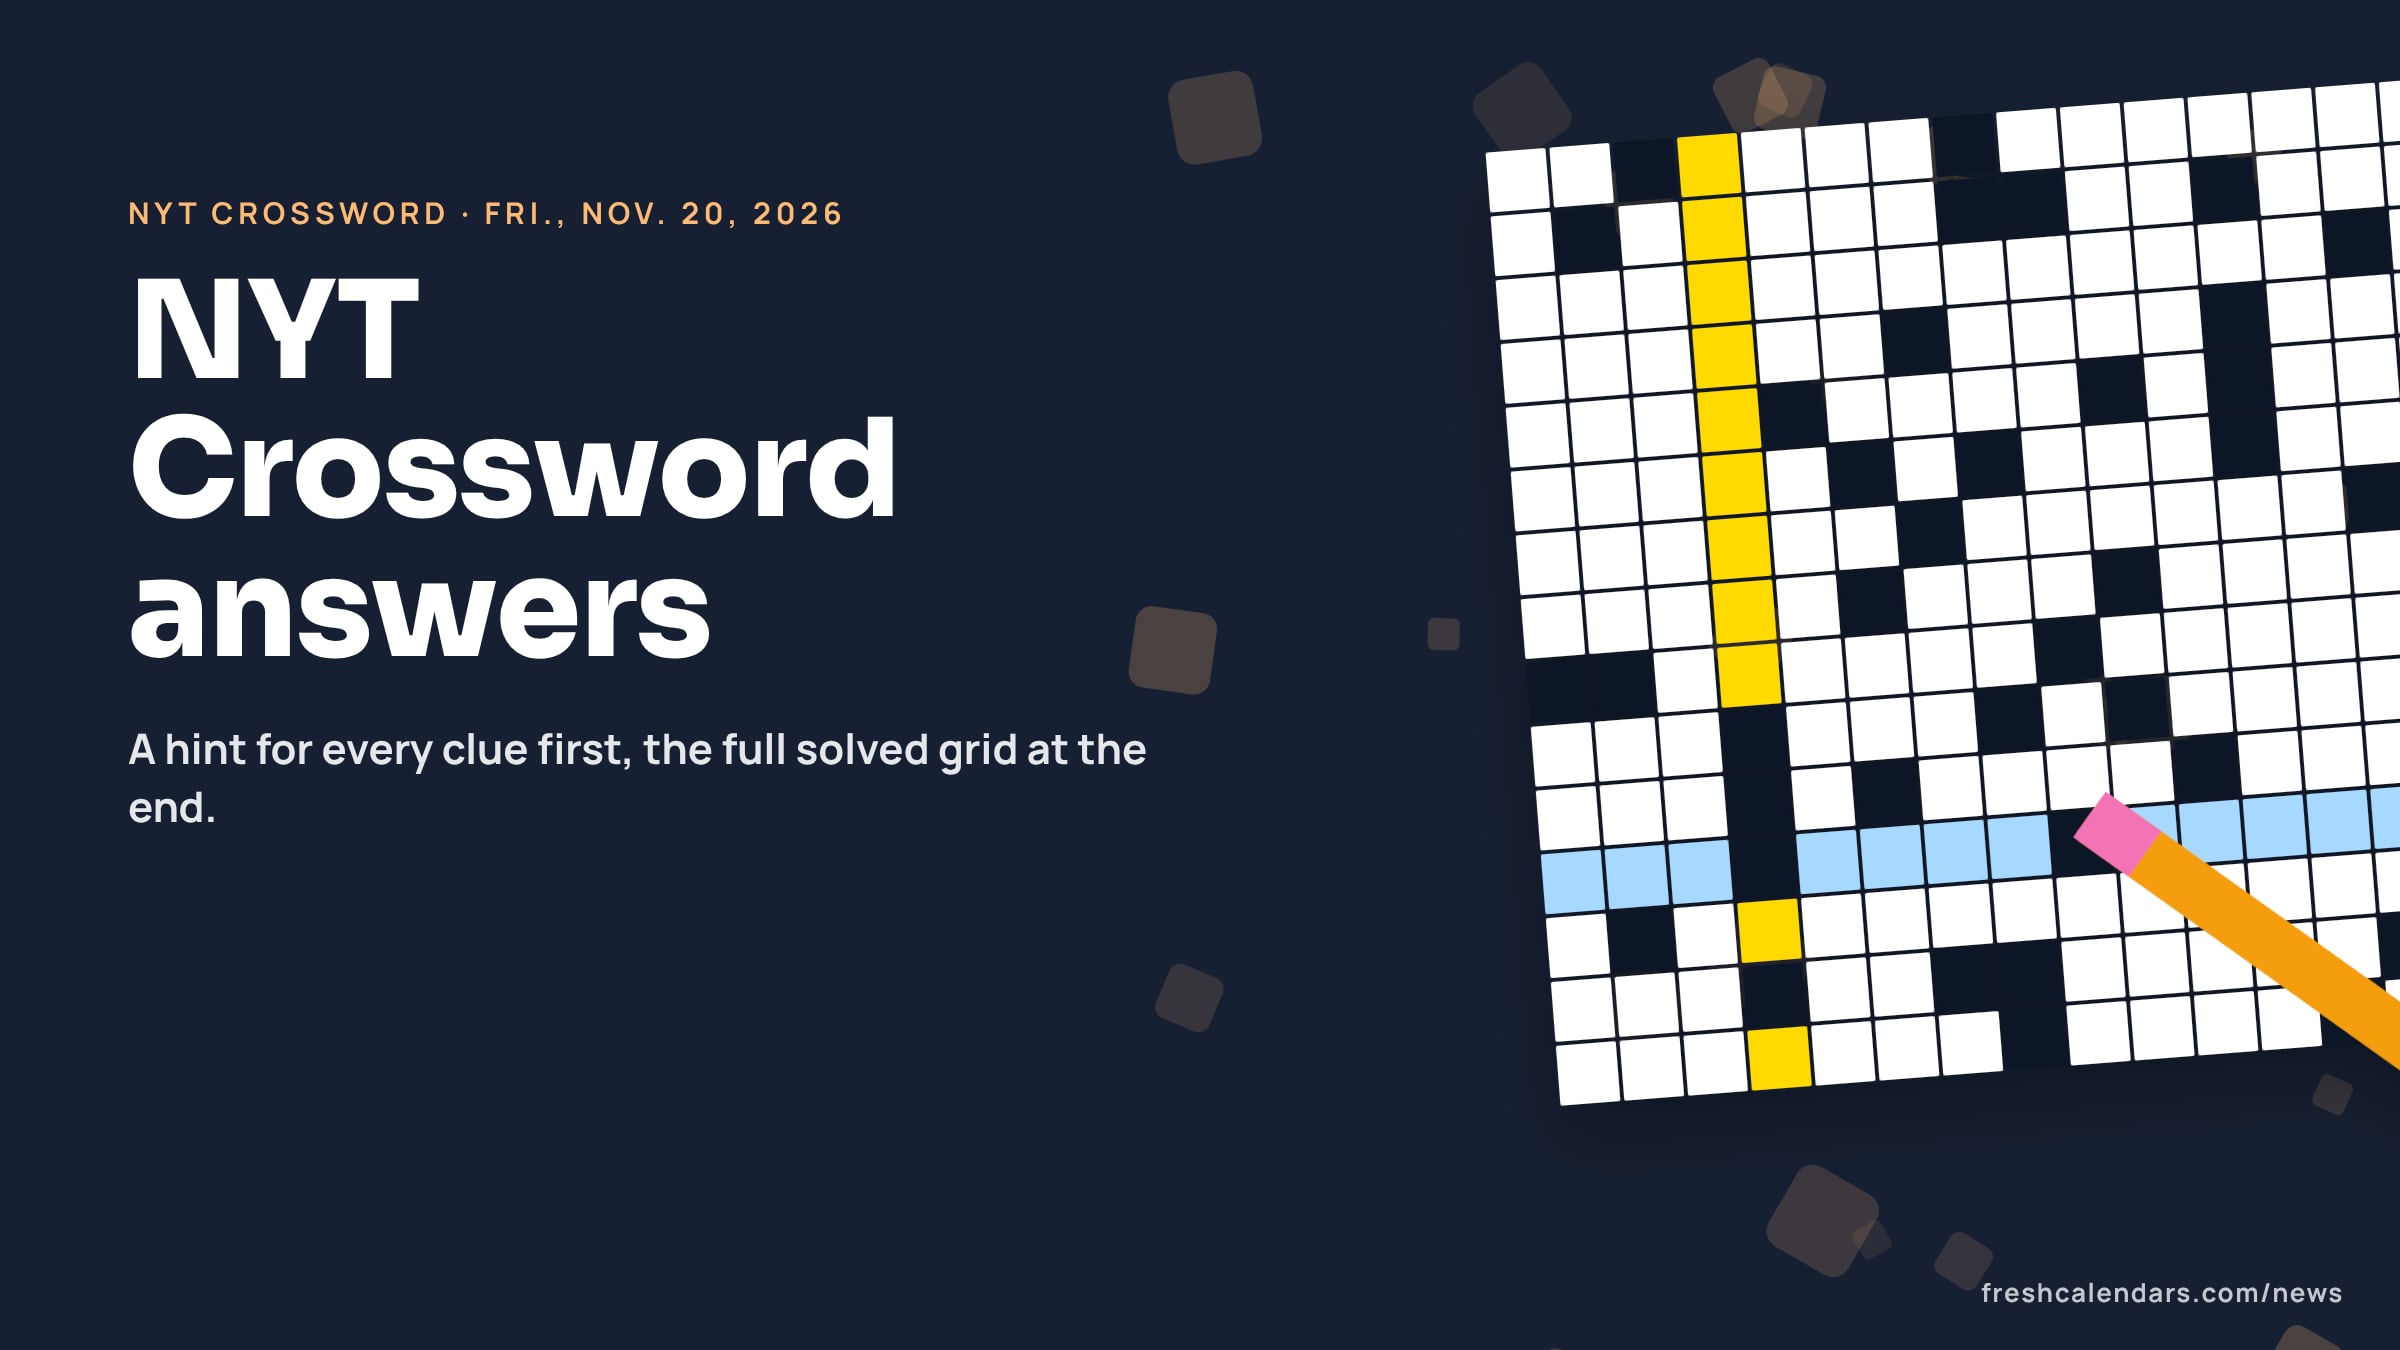 NYT CROSSWORD · FRI., NOV. 20, 2026
NYT
Crossword
answers
A hint for every clue first, the full solved grid at the
end.
freshcalendars.com/news